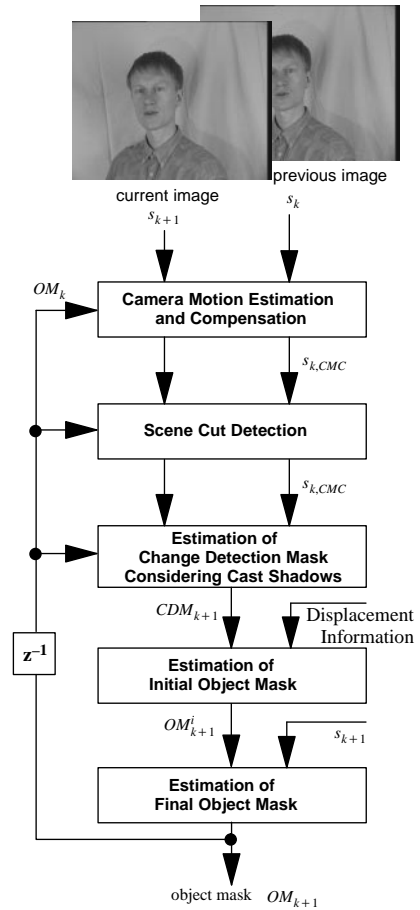 current image
previous image
s_{k+1}
s_k
OM_k
Camera Motion Estimation
and Compensation
s_{k,CMC}
Scene Cut Detection
s_{k,CMC}
Estimation of
Change Detection Mask
Considering Cast Shadows
CDM_{k+1}
Displacement
Information
z^{–1}
Estimation of
Initial Object Mask
OM^i_{k+1}
s_{k+1}
Estimation of
Final Object Mask
object mask OM_{k+1}